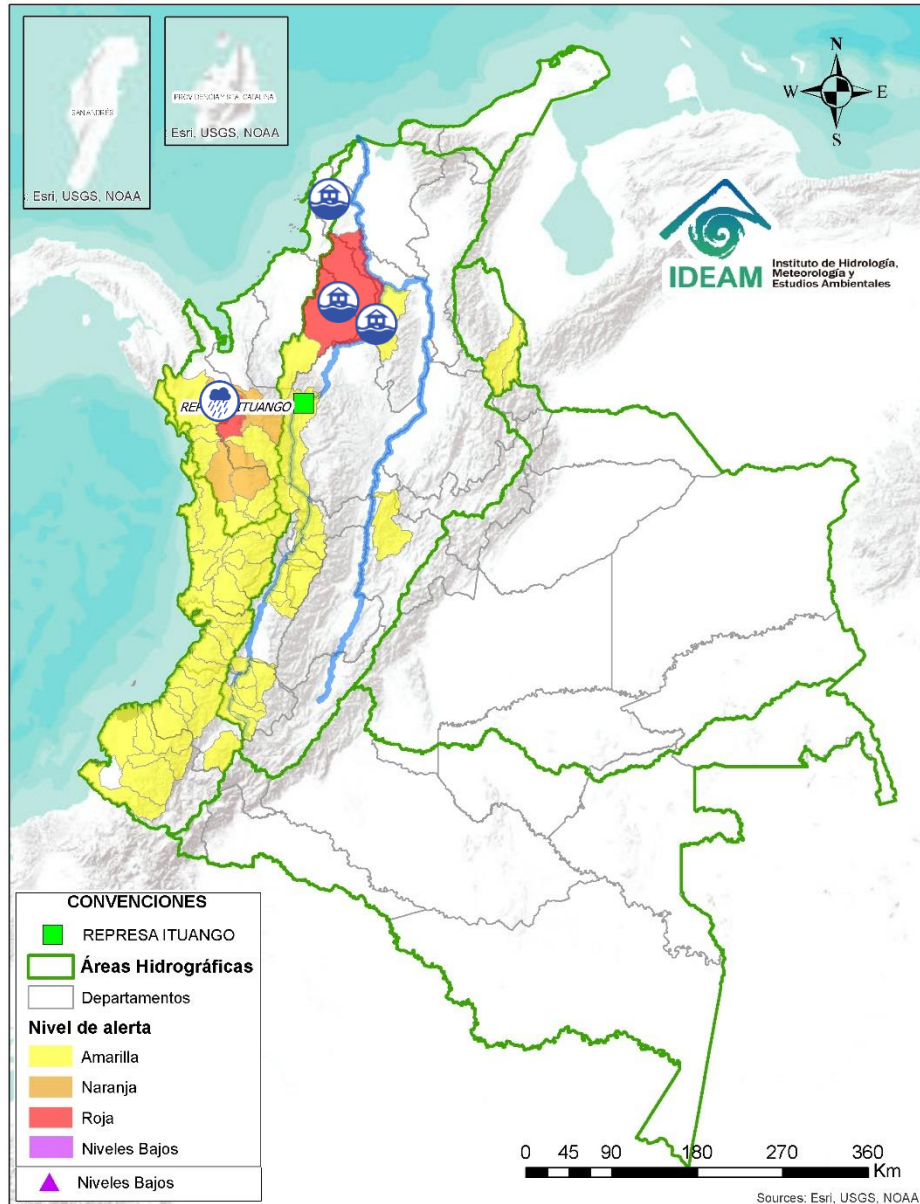 SAN ANDRÉS
: Esri, USGS, NOAA
PROVIDENCIA Y STA. CATALINA
Esri, USGS, NOAA
N
W
E
S
IDEAM
Instituto de Hidrología,
Meteorología y
Estudios Ambientales
ITUANGO
CONVENCIONES
REPRESA ITUANGO
Áreas Hidrográficas
Departamentos
Nivel de alerta
Amarilla
Naranja
Roja
Niveles Bajos
Niveles Bajos
0 45 90 180 270 360
Km
Sources: Esri, USGS, NOAA